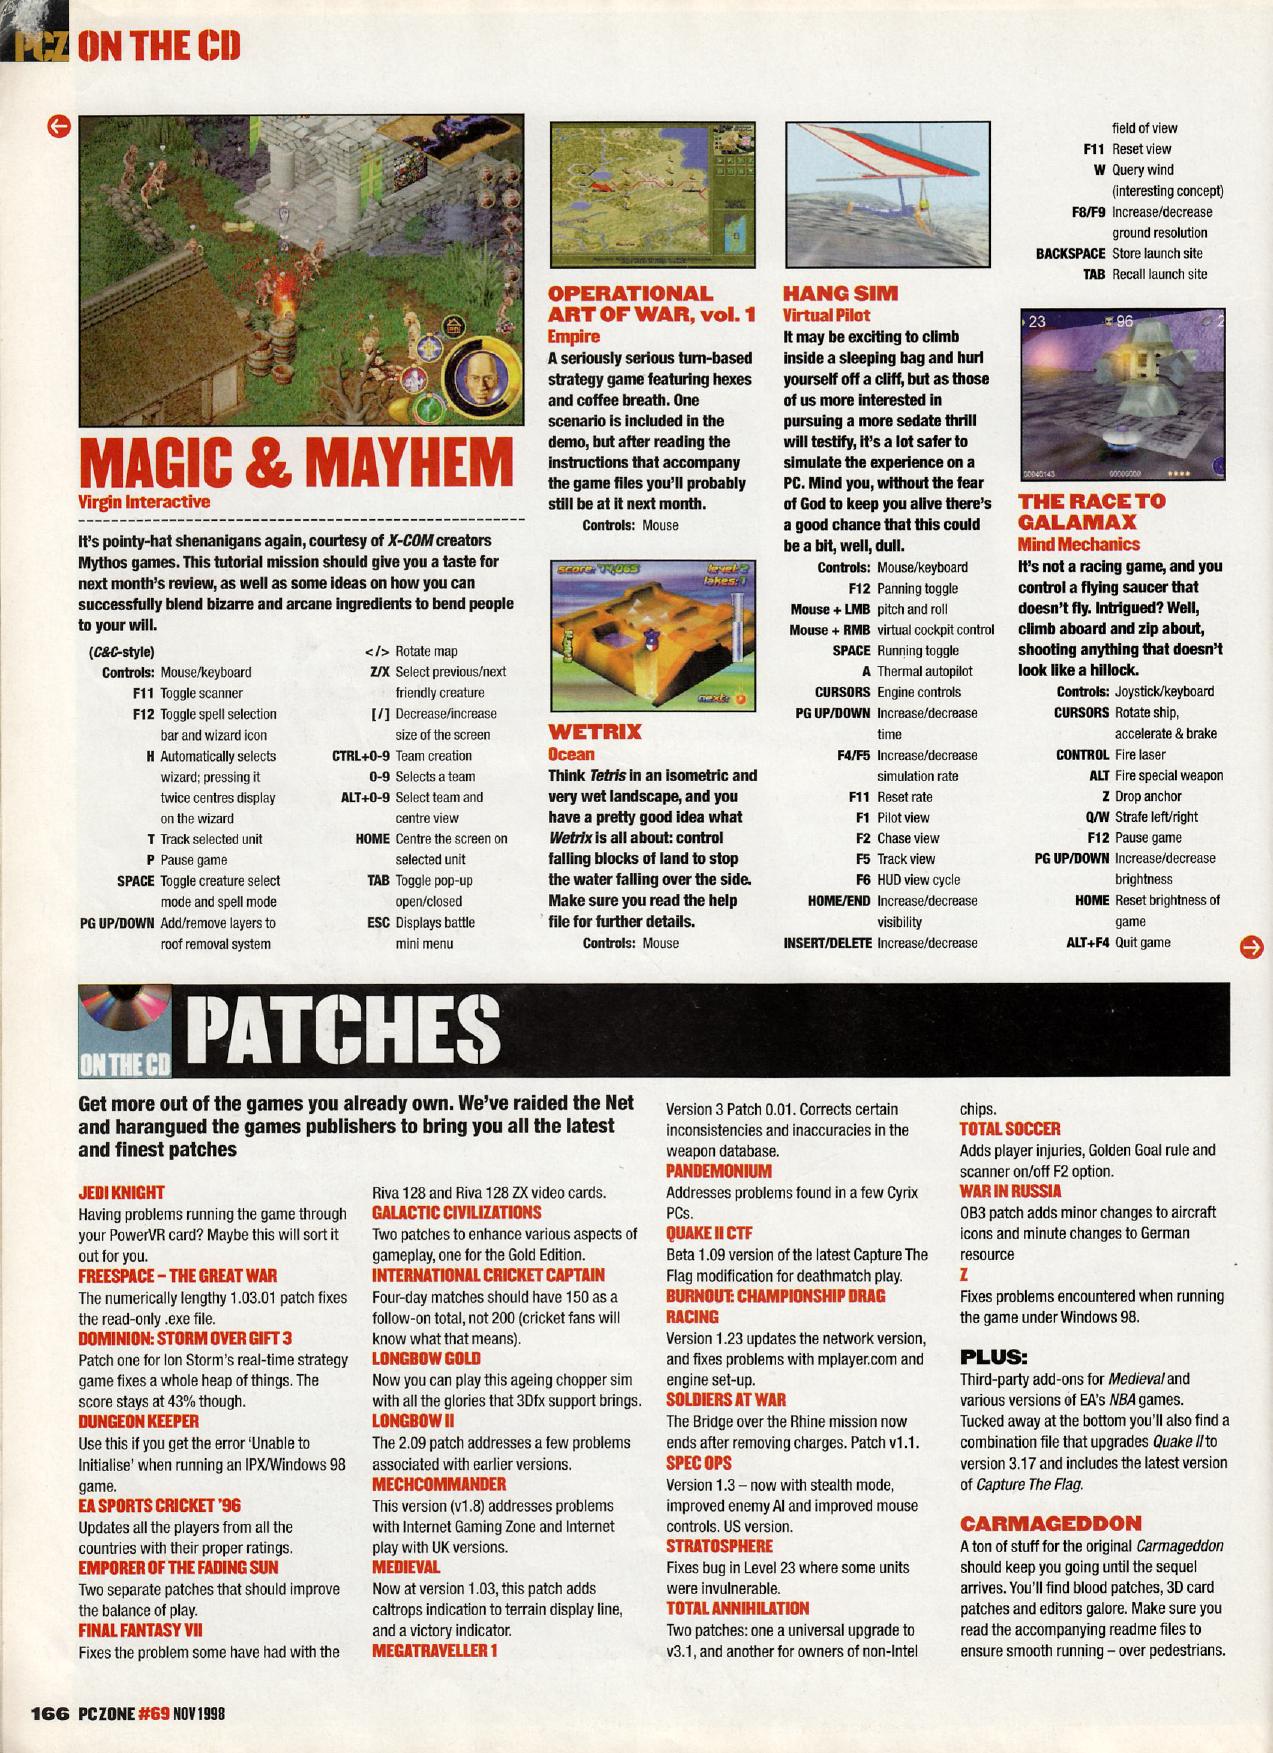 PCZ ON THE CD
MAGIC & MAYHEM
Virgin Interactive
It's pointy-hat shenanigans again, courtesy of X-COM creators
Mythos games. This tutorial mission should give you a taste for
next month's review, as well as some ideas on how you can
successfully blend bizarre and arcane ingredients to bend people
to your will.
(C&C-style)
Controls: Mouse/keyboard
F11 Toggle scanner
F12 Toggle spell selection
bar and wizard icon
H Automatically selects
wizard; pressing it
twice centres display
on the wizard
T Track selected unit
P Pause game
SPACE Toggle creature select
mode and spell mode
PG UP/DOWN Add/remove layers to
roof removal system
</> Rotate map
Z/X Select previous/next
friendly creature
[/] Decrease/increase
size of the screen
CTRL+0-9 Team creation
0-9 Selects a team
ALT+0-9 Select team and
centre view
HOME Centre the screen on
selected unit
TAB Toggle pop-up
open/closed
ESC Displays battle
mini menu
OPERATIONAL
ART OF WAR, vol. 1
Empire
A seriously serious turn-based
strategy game featuring hexes
and coffee breath. One
scenario is included in the
demo, but after reading the
instructions that accompany
the game files you'll probably
still be at it next month.
Controls: Mouse
score: 74,065 level: 2
lakes: 1
next:
WETRIX
Ocean
Think Tetris in an isometric and
very wet landscape, and you
have a pretty good idea what
Wetrix is all about: control
falling blocks of land to stop
the water falling over the side.
Make sure you read the help
file for further details.
Controls: Mouse
HANG SIM
Virtual Pilot
It may be exciting to climb
inside a sleeping bag and hurl
yourself off a cliff, but as those
of us more interested in
pursuing a more sedate thrill
will testify, it's a lot safer to
simulate the experience on a
PC. Mind you, without the fear
of God to keep you alive there's
a good chance that this could
be a bit, well, dull.
Controls: Mouse/keyboard
F12 Panning toggle
Mouse + LMB pitch and roll
Mouse + RMB virtual cockpit control
SPACE Running toggle
A Thermal autopilot
CURSORS Engine controls
PG UP/DOWN Increase/decrease
time
F4/F5 Increase/decrease
simulation rate
F11 Reset rate
F1 Pilot view
F2 Chase view
F5 Track view
F6 HUD view cycle
HOME/END Increase/decrease
visibility
INSERT/DELETE Increase/decrease
field of view
F11 Reset view
W Query wind
(interesting concept)
F8/F9 Increase/decrease
ground resolution
BACKSPACE Store launch site
TAB Recall launch site
23 96 2
THE RACE TO
GALAMAX
Mind Mechanics
It's not a racing game, and you
control a flying saucer that
doesn't fly. Intrigued? Well,
climb aboard and zip about,
shooting anything that doesn't
look like a hillock.
Controls: Joystick/keyboard
CURSORS Rotate ship,
accelerate & brake
CONTROL Fire laser
ALT Fire special weapon
Z Drop anchor
Q/W Strafe left/right
F12 Pause game
PG UP/DOWN Increase/decrease
brightness
HOME Reset brightness of
game
ALT+F4 Quit game
ON THE CD
PATCHES
Get more out of the games you already own. We've raided the Net
and harangued the games publishers to bring you all the latest
and finest patches
JEDI KNIGHT
Having problems running the game through
your PowerVR card? Maybe this will sort it
out for you.
FREESPACE – THE GREAT WAR
The numerically lengthy 1.03.01 patch fixes
the read-only .exe file.
DOMINION: STORM OVER GIFT 3
Patch one for Ion Storm's real-time strategy
game fixes a whole heap of things. The
score stays at 43% though.
DUNGEON KEEPER
Use this if you get the error 'Unable to
Initialise' when running an IPX/Windows 98
game.
EA SPORTS CRICKET '96
Updates all the players from all the
countries with their proper ratings.
EMPORER OF THE FADING SUN
Two separate patches that should improve
the balance of play.
FINAL FANTASY VII
Fixes the problem some have had with the
Riva 128 and Riva 128 ZX video cards.
GALACTIC CIVILIZATIONS
Two patches to enhance various aspects of
gameplay, one for the Gold Edition.
INTERNATIONAL CRICKET CAPTAIN
Four-day matches should have 150 as a
follow-on total, not 200 (cricket fans will
know what that means).
LONGBOW GOLD
Now you can play this ageing chopper sim
with all the glories that 3Dfx support brings.
LONGBOW II
The 2.09 patch addresses a few problems
associated with earlier versions.
MECHCOMMANDER
This version (v1.8) addresses problems
with Internet Gaming Zone and Internet
play with UK versions.
MEDIEVAL
Now at version 1.03, this patch adds
caltrops indication to terrain display line,
and a victory indicator.
MEGATRAVELLER 1
Version 3 Patch 0.01. Corrects certain
inconsistencies and inaccuracies in the
weapon database.
PANDEMONIUM
Addresses problems found in a few Cyrix
PCs.
QUAKE II CTF
Beta 1.09 version of the latest Capture The
Flag modification for deathmatch play.
BURNOUT: CHAMPIONSHIP DRAG
RACING
Version 1.23 updates the network version,
and fixes problems with mplayer.com and
engine set-up.
SOLDIERS AT WAR
The Bridge over the Rhine mission now
ends after removing charges. Patch v1.1.
SPEC OPS
Version 1.3 – now with stealth mode,
improved enemy AI and improved mouse
controls. US version.
STRATOSPHERE
Fixes bug in Level 23 where some units
were invulnerable.
TOTAL ANNIHILATION
Two patches: one a universal upgrade to
v3.1, and another for owners of non-Intel
chips.
TOTAL SOCCER
Adds player injuries, Golden Goal rule and
scanner on/off F2 option.
WAR IN RUSSIA
OB3 patch adds minor changes to aircraft
icons and minute changes to German
resource
Z
Fixes problems encountered when running
the game under Windows 98.
PLUS:
Third-party add-ons for Medieval and
various versions of EA's NBA games.
Tucked away at the bottom you'll also find a
combination file that upgrades Quake II to
version 3.17 and includes the latest version
of Capture The Flag.
CARMAGEDDON
A ton of stuff for the original Carmageddon
should keep you going until the sequel
arrives. You'll find blood patches, 3D card
patches and editors galore. Make sure you
read the accompanying readme files to
ensure smooth running – over pedestrians.
166 PC ZONE #69 NOV 1998